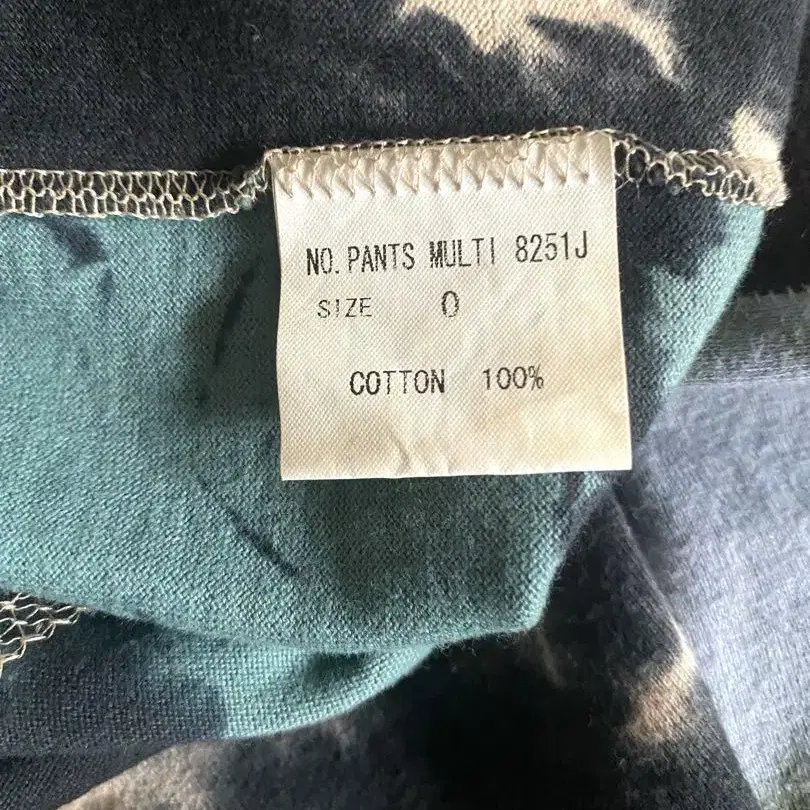 NO. PANTS MULTI 8251J
SIZE 0
COTTON 100%